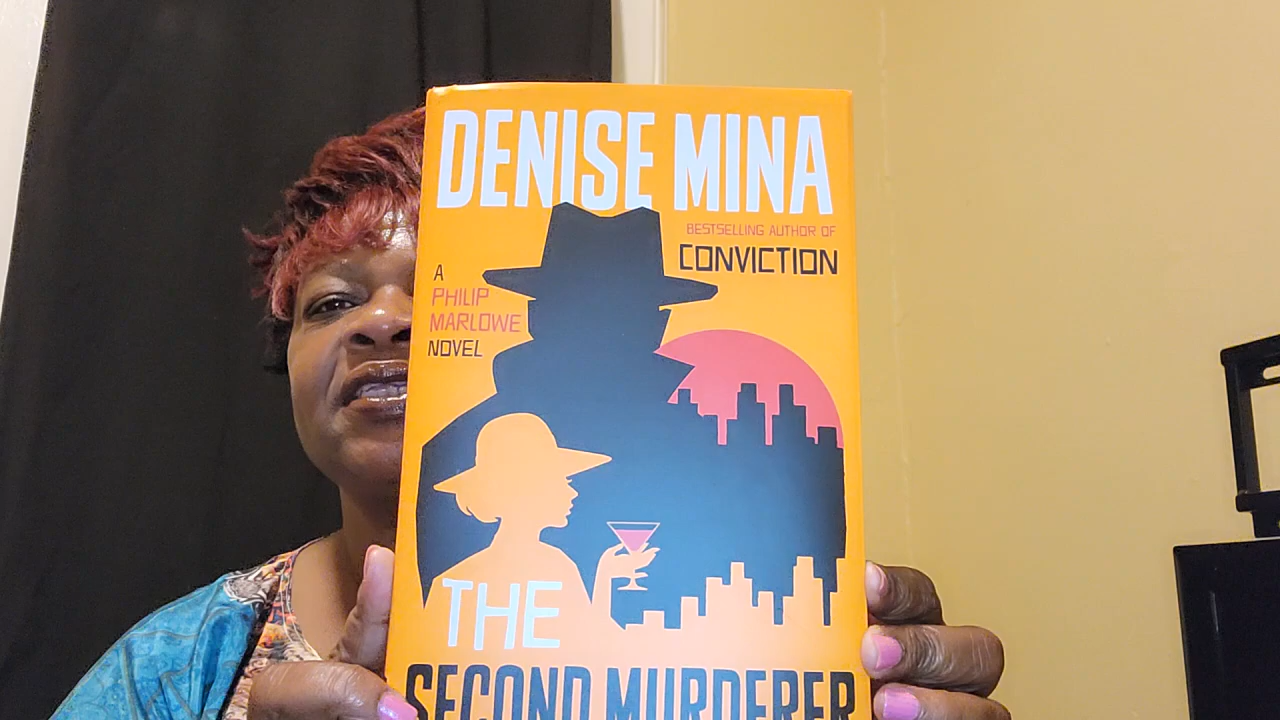 DENISE MINA
BESTSELLING AUTHOR OF
CONVICTION
A
PHILIP
MARLOWE
NOVEL
THE
SECOND MURDERER